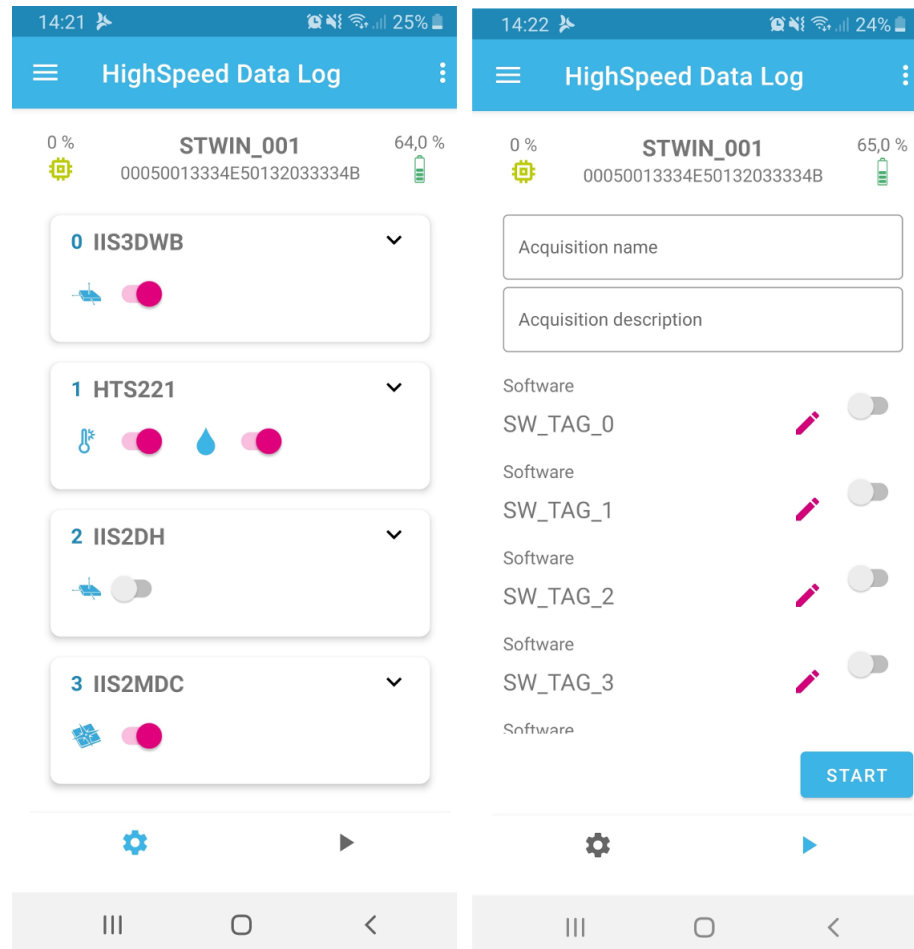 14:21
25%
HighSpeed Data Log
0 %
STWIN_001
64,0 %
00050013334E50132033334B
0 IIS3DWB
1 HTS221
2 IIS2DH
3 IIS2MDC
14:22
24%
HighSpeed Data Log
0 %
STWIN_001
65,0 %
00050013334E50132033334B
Acquisition name
Acquisition description
Software
SW_TAG_0
Software
SW_TAG_1
Software
SW_TAG_2
Software
SW_TAG_3
Software
START